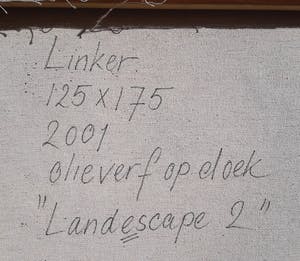 Linker
125 x 175
2001
olieverf op doek
"Landescape 2"